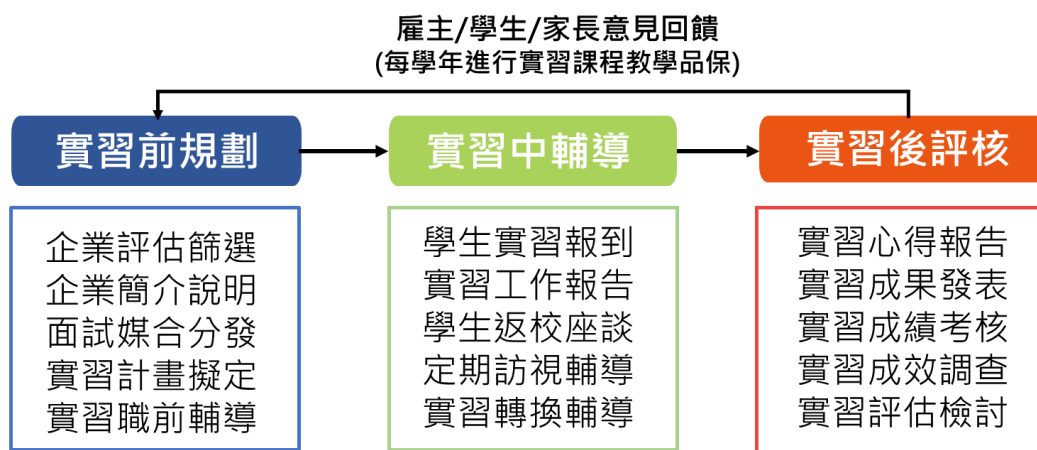 雇主/學生/家長意見回饋
(每學年進行實習課程教學品保)
實習前規劃
企業評估篩選
企業簡介說明
面試媒合分發
實習計畫擬定
實習職前輔導
實習中輔導
學生實習報到
實習工作報告
學生返校座談
定期訪視輔導
實習轉換輔導
實習後評核
實習心得報告
實習成果發表
實習成績考核
實習成效調查
實習評估檢討